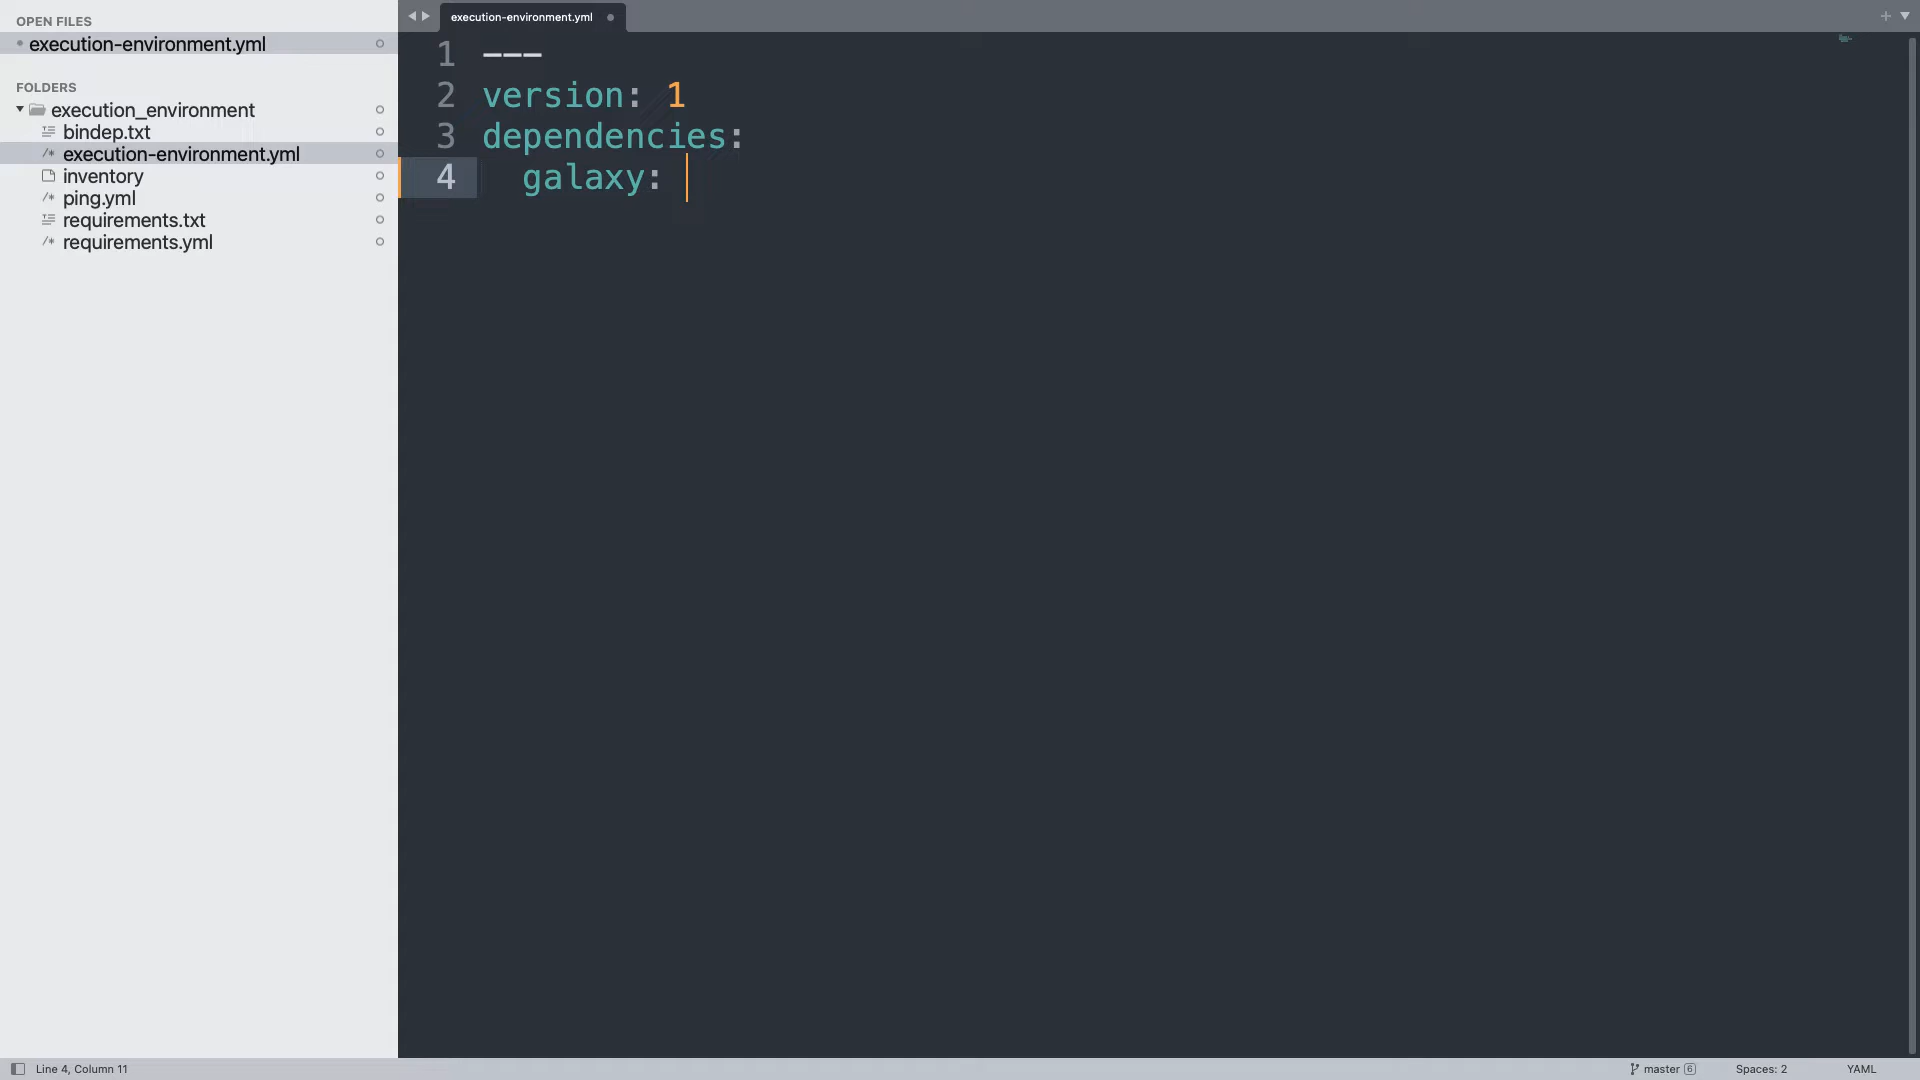 OPEN FILES
execution-environment.yml
FOLDERS
execution_environment
bindep.txt
execution-environment.yml
inventory
ping.yml
requirements.txt
requirements.yml
execution-environment.yml
1 ---
2 version: 1
3 dependencies:
4 galaxy:
Line 4, Column 11
master 6
Spaces: 2
YAML